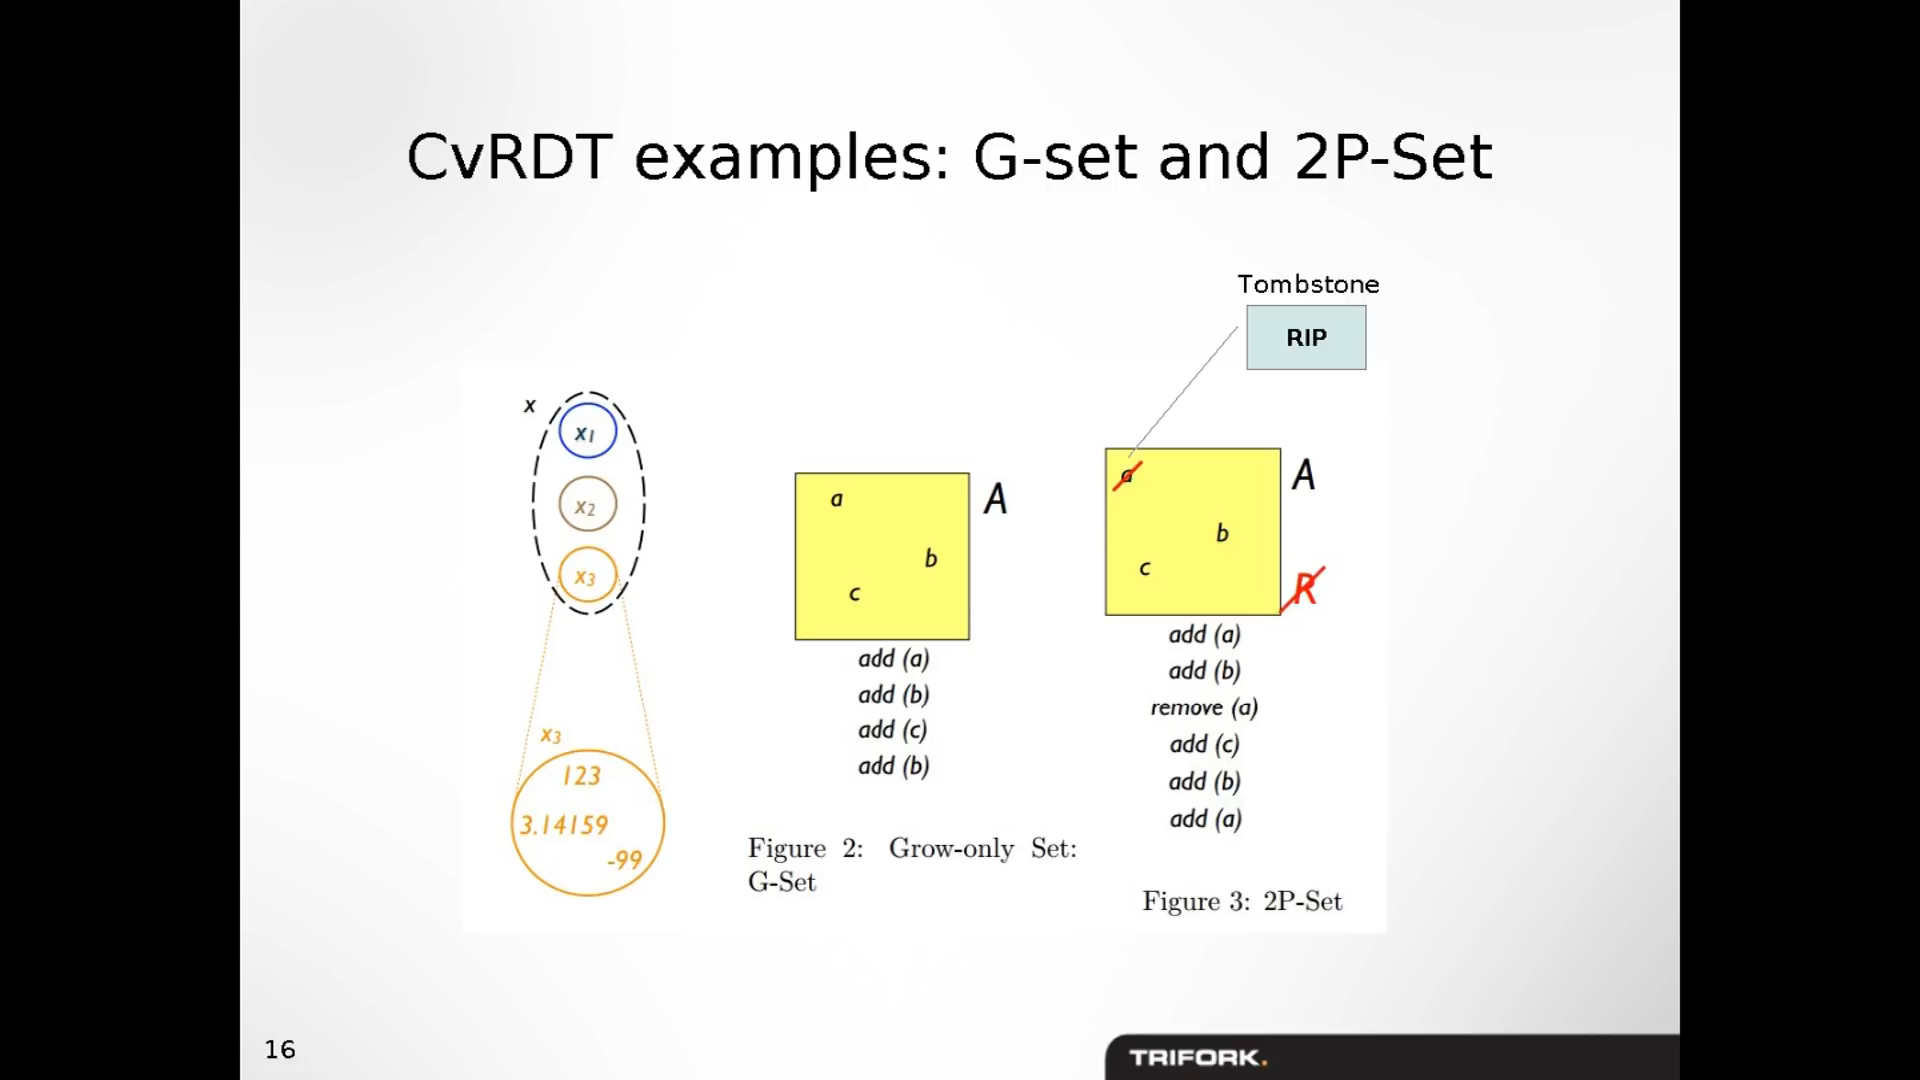 CvRDT examples: G-set and 2P-Set
Tombstone
RIP
x
x1
x2
x3
x3
123
3.14159
-99
a
b
c
A
add (a)
add (b)
add (c)
add (b)
Figure 2: Grow-only Set:
G-Set
a
b
c
A
R
add (a)
add (b)
remove (a)
add (c)
add (b)
add (a)
Figure 3: 2P-Set
16
TRIFORK.